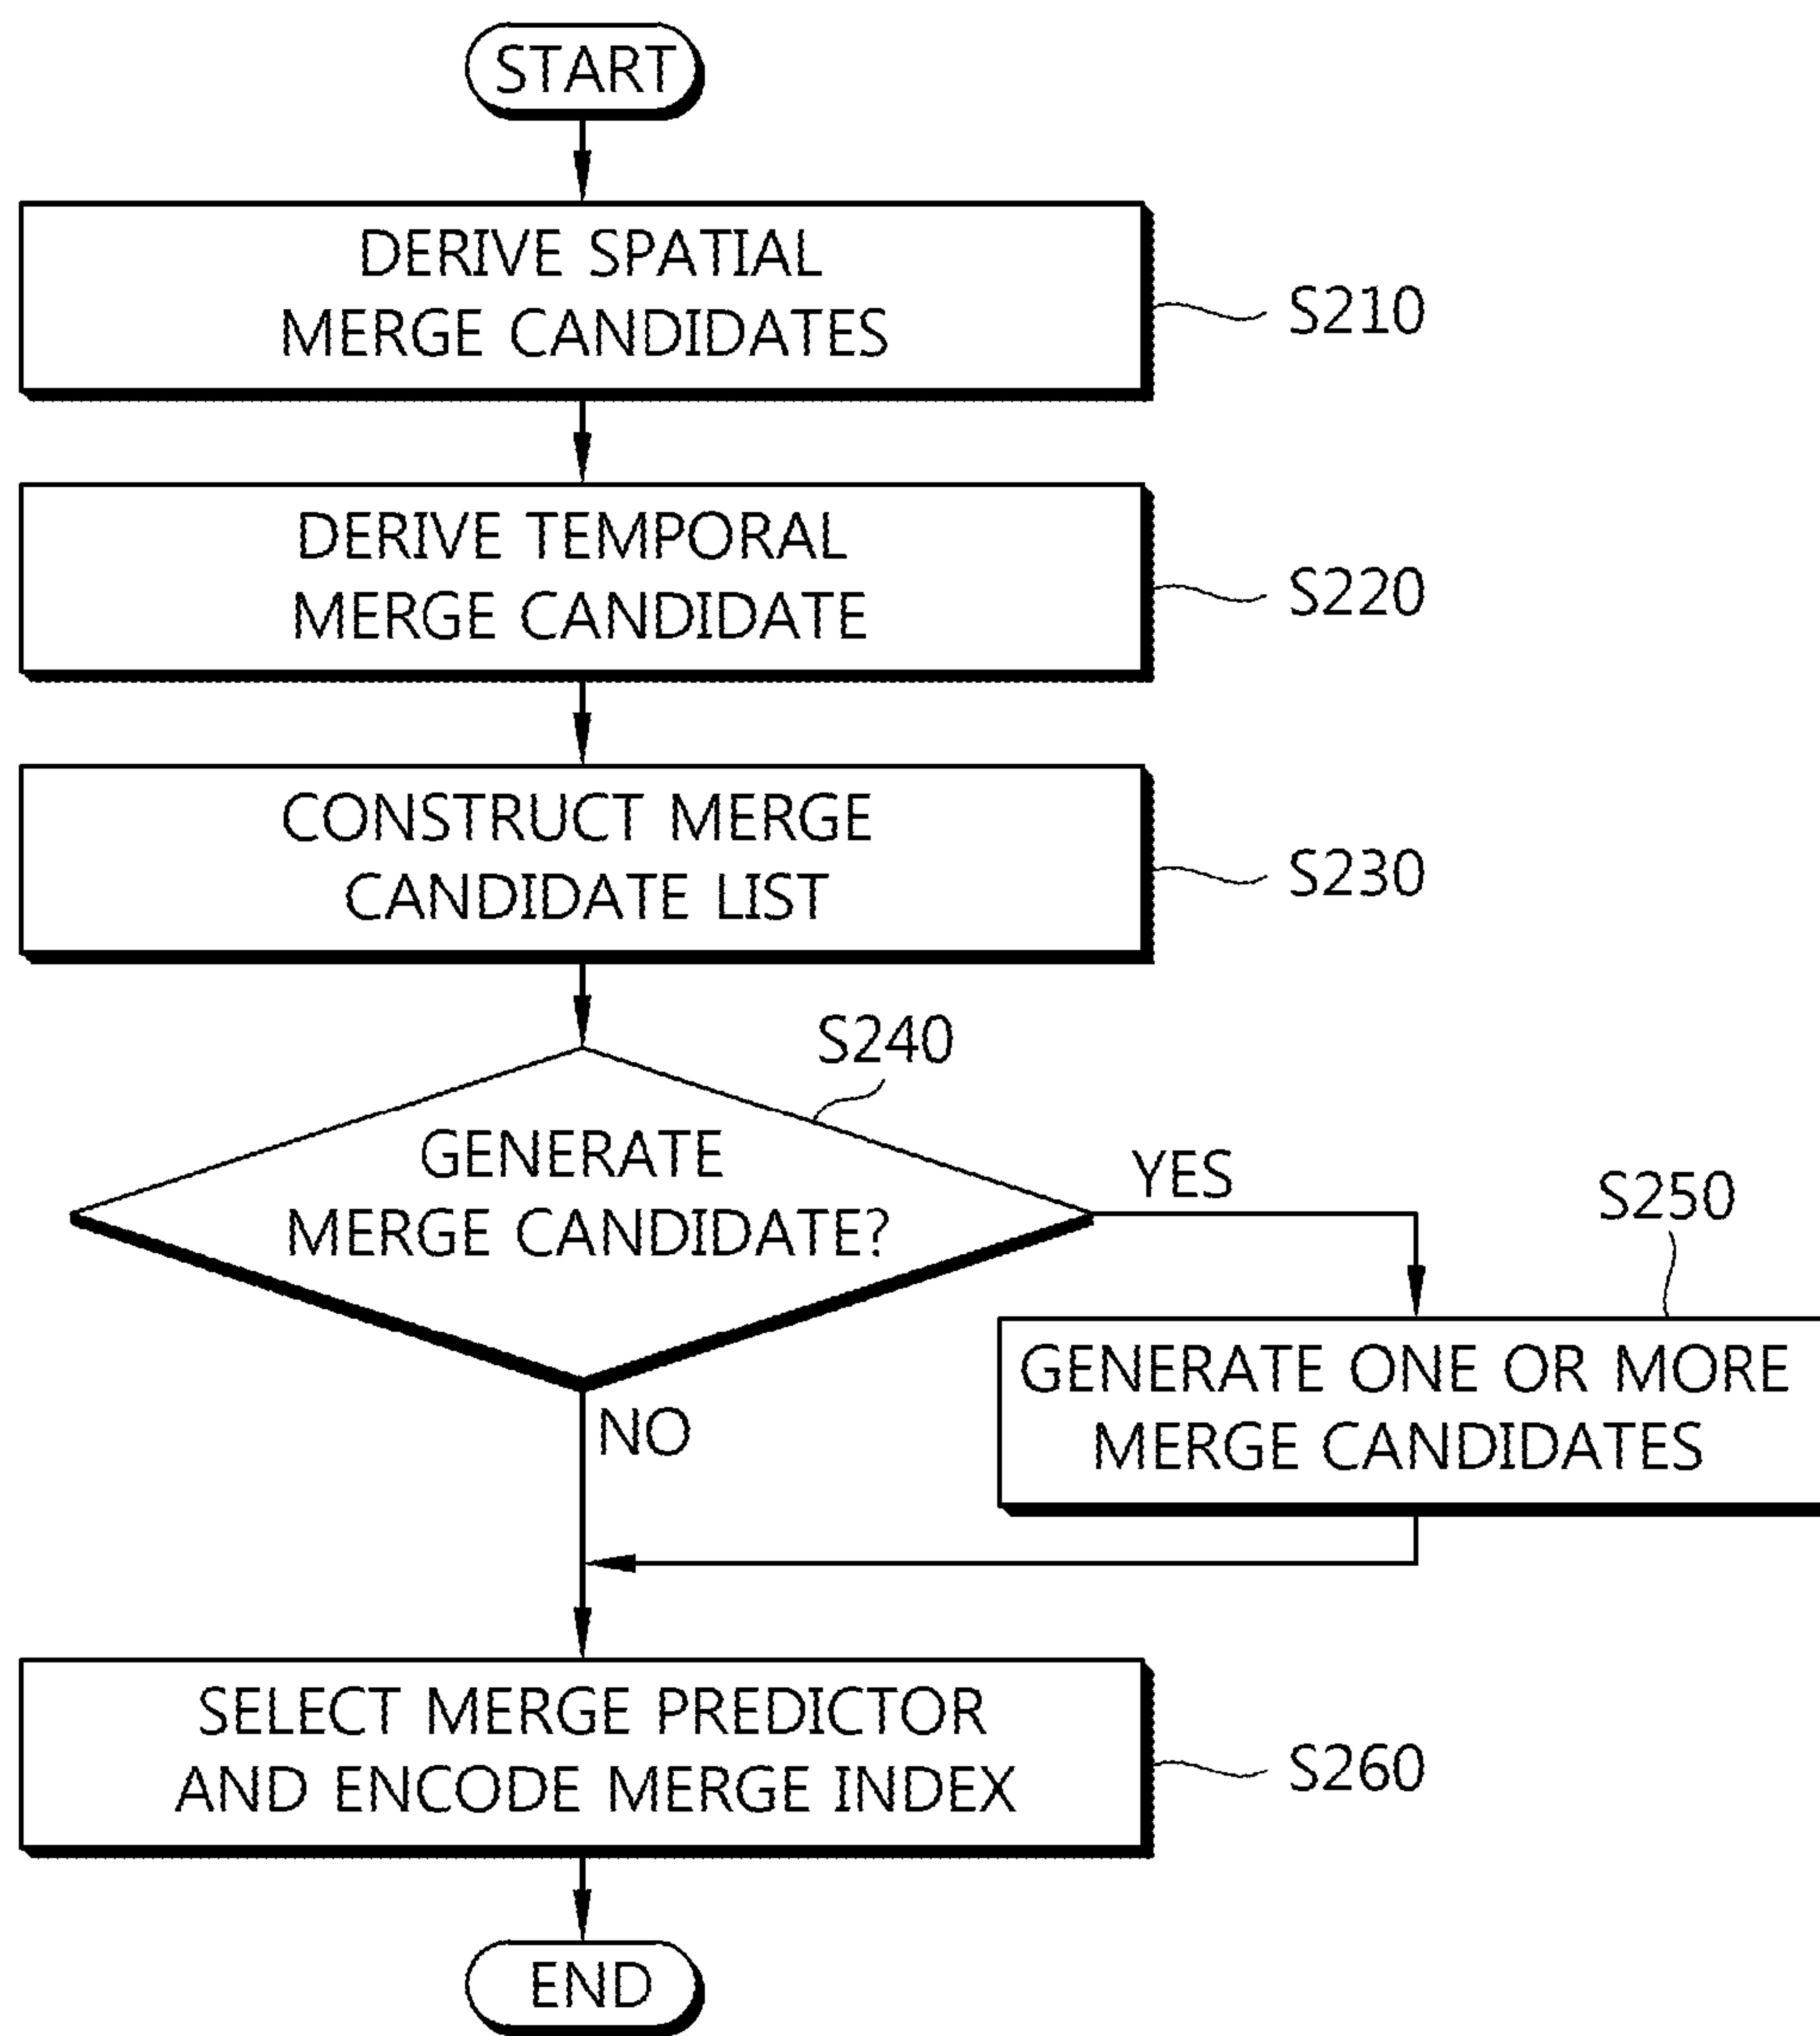 START
DERIVE SPATIAL
MERGE CANDIDATES
S210
DERIVE TEMPORAL
MERGE CANDIDATE
S220
CONSTRUCT MERGE
CANDIDATE LIST
S230
S240
GENERATE
MERGE CANDIDATE?
YES
S250
GENERATE ONE OR MORE
MERGE CANDIDATES
NO
SELECT MERGE PREDICTOR
AND ENCODE MERGE INDEX
S260
END